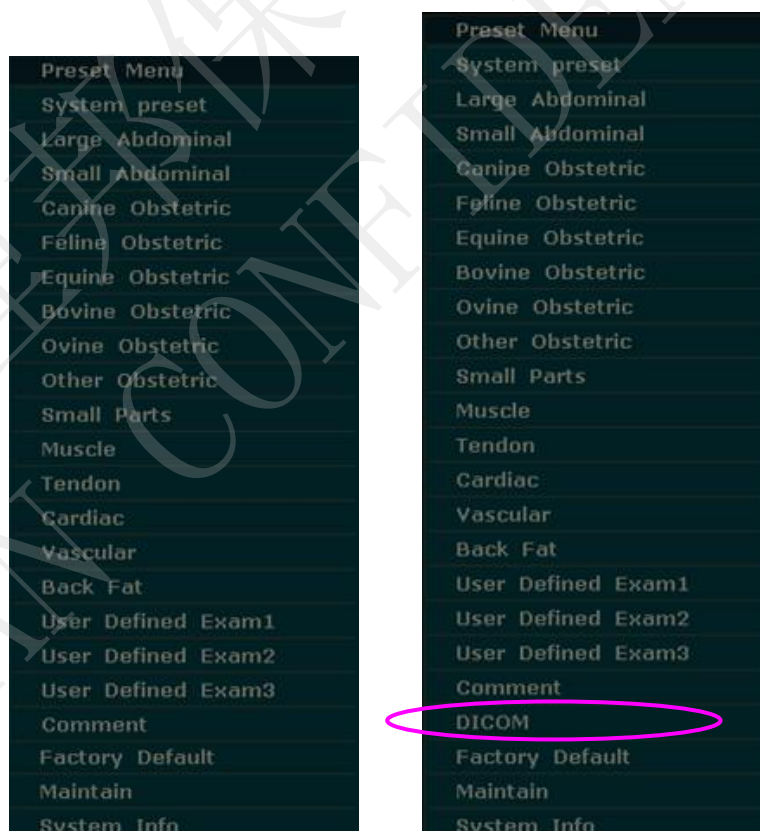 Preset Menu
System preset
Large Abdominal
Small Abdominal
Canine Obstetric
Feline Obstetric
Equine Obstetric
Bovine Obstetric
Ovine Obstetric
Other Obstetric
Small Parts
Muscle
Tendon
Cardiac
Vascular
Back Fat
User Defined Exam1
User Defined Exam2
User Defined Exam3
Comment
Factory Default
Maintain
System Info
Preset Menu
System preset
Large Abdominal
Small Abdominal
Canine Obstetric
Feline Obstetric
Equine Obstetric
Bovine Obstetric
Ovine Obstetric
Other Obstetric
Small Parts
Muscle
Tendon
Cardiac
Vascular
Back Fat
User Defined Exam1
User Defined Exam2
User Defined Exam3
Comment
DICOM
Factory Default
Maintain
System Info